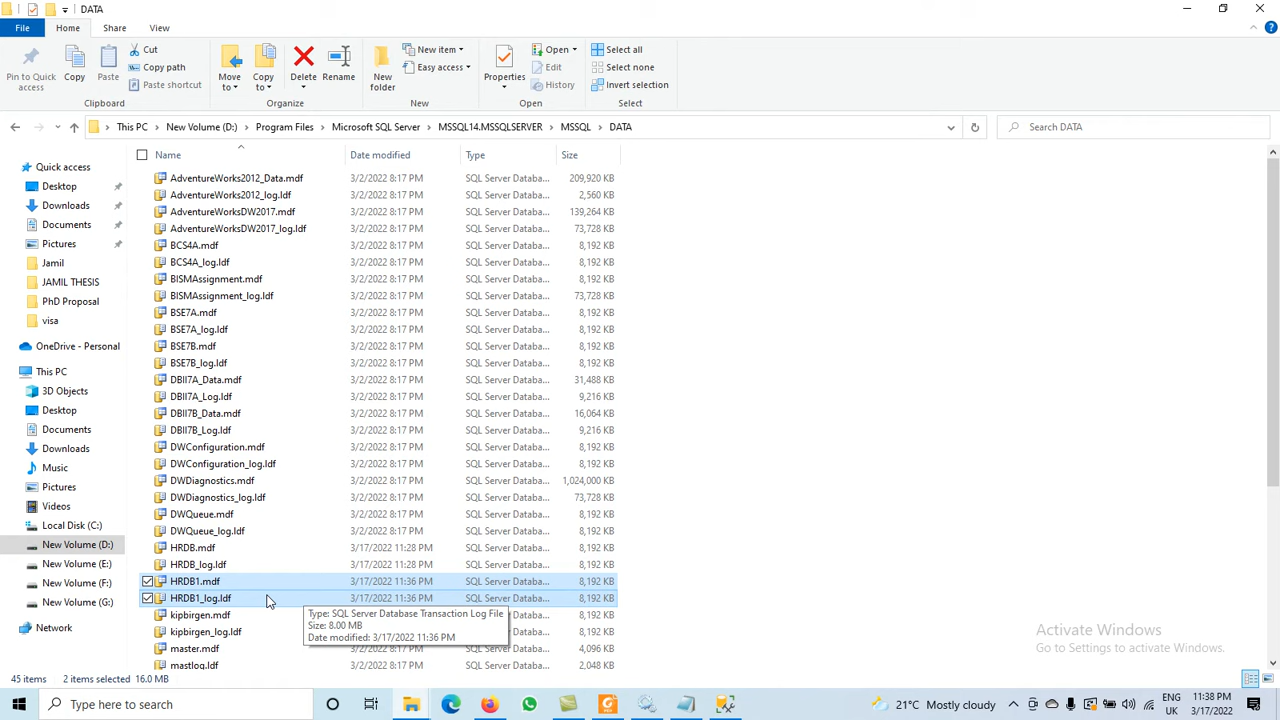 DATA
File Home Share View
Pin to Quick access
Copy
Paste
Cut
Copy path
Paste shortcut
Clipboard
Move to
Copy to
Delete
Rename
Organize
New folder
New item
Easy access
New
Properties
Open
Edit
History
Open
Select all
Select none
Invert selection
Select
This PC > New Volume (D:) > Program Files > Microsoft SQL Server > MSSQL14.MSSQLSERVER > MSSQL > DATA
Search DATA
Quick access
Desktop
Downloads
Documents
Pictures
Jamil
JAMIL THESIS
PhD Proposal
visa
OneDrive - Personal
This PC
3D Objects
Desktop
Documents
Downloads
Music
Pictures
Videos
Local Disk (C:)
New Volume (D:)
New Volume (E:)
New Volume (F:)
New Volume (G:)
Network
Name Date modified Type Size
AdventureWorks2012_Data.mdf 3/2/2022 8:17 PM SQL Server Databa... 209,920 KB
AdventureWorks2012_log.ldf 3/2/2022 8:17 PM SQL Server Databa... 2,560 KB
AdventureWorksDW2017.mdf 3/2/2022 8:17 PM SQL Server Databa... 139,264 KB
AdventureWorksDW2017_log.ldf 3/2/2022 8:17 PM SQL Server Databa... 73,728 KB
BCS4A.mdf 3/2/2022 8:17 PM SQL Server Databa... 8,192 KB
BCS4A_log.ldf 3/2/2022 8:17 PM SQL Server Databa... 8,192 KB
BISMAssignment.mdf 3/2/2022 8:17 PM SQL Server Databa... 8,192 KB
BISMAssignment_log.ldf 3/2/2022 8:17 PM SQL Server Databa... 73,728 KB
BSE7A.mdf 3/2/2022 8:17 PM SQL Server Databa... 8,192 KB
BSE7A_log.ldf 3/2/2022 8:17 PM SQL Server Databa... 8,192 KB
BSE7B.mdf 3/2/2022 8:17 PM SQL Server Databa... 8,192 KB
BSE7B_log.ldf 3/2/2022 8:17 PM SQL Server Databa... 8,192 KB
DBII7A_Data.mdf 3/2/2022 8:17 PM SQL Server Databa... 31,488 KB
DBII7A_Log.ldf 3/2/2022 8:17 PM SQL Server Databa... 9,216 KB
DBII7B_Data.mdf 3/2/2022 8:17 PM SQL Server Databa... 16,064 KB
DBII7B_Log.ldf 3/2/2022 8:17 PM SQL Server Databa... 9,216 KB
DWConfiguration.mdf 3/2/2022 8:17 PM SQL Server Databa... 8,192 KB
DWConfiguration_log.ldf 3/2/2022 8:17 PM SQL Server Databa... 8,192 KB
DWDiagnostics.mdf 3/2/2022 8:17 PM SQL Server Databa... 1,024,000 KB
DWDiagnostics_log.ldf 3/2/2022 8:17 PM SQL Server Databa... 73,728 KB
DWQueue.mdf 3/2/2022 8:17 PM SQL Server Databa... 8,192 KB
DWQueue_log.ldf 3/2/2022 8:17 PM SQL Server Databa... 8,192 KB
HRDB.mdf 3/17/2022 11:28 PM SQL Server Databa... 8,192 KB
HRDB_log.ldf 3/17/2022 11:28 PM SQL Server Databa... 8,192 KB
HRDB1.mdf 3/17/2022 11:36 PM SQL Server Databa... 8,192 KB
HRDB1_log.ldf 3/17/2022 11:36 PM SQL Server Databa... 8,192 KB
kipbirgen.mdf 8,192 KB
kipbirgen_log.ldf 8,192 KB
master.mdf 3/2/2022 8:17 PM SQL Server Databa... 4,096 KB
mastlog.ldf 3/2/2022 8:17 PM SQL Server Databa... 2,048 KB
Type: SQL Server Database Transaction Log File
Size: 8.00 MB
Date modified: 3/17/2022 11:36 PM
Activate Windows
Go to Settings to activate Windows.
45 items 2 items selected 16.0 MB
Type here to search
21°C Mostly cloudy
ENG
UK
11:38 PM
3/17/2022